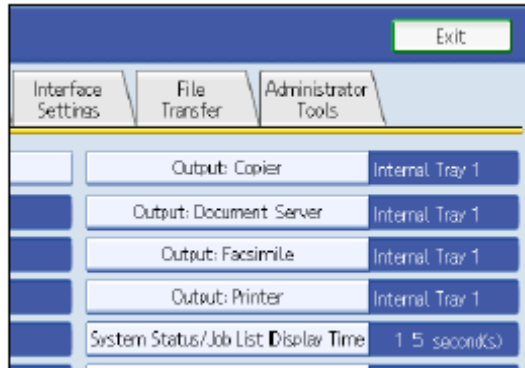 Exit
Interface Settings
File Transfer
Administrator Tools
Output: Copier Internal Tray 1
Output: Document Server Internal Tray 1
Output: Facsimile Internal Tray 1
Output: Printer Internal Tray 1
System Status/Job List Display Time 15 second(s)